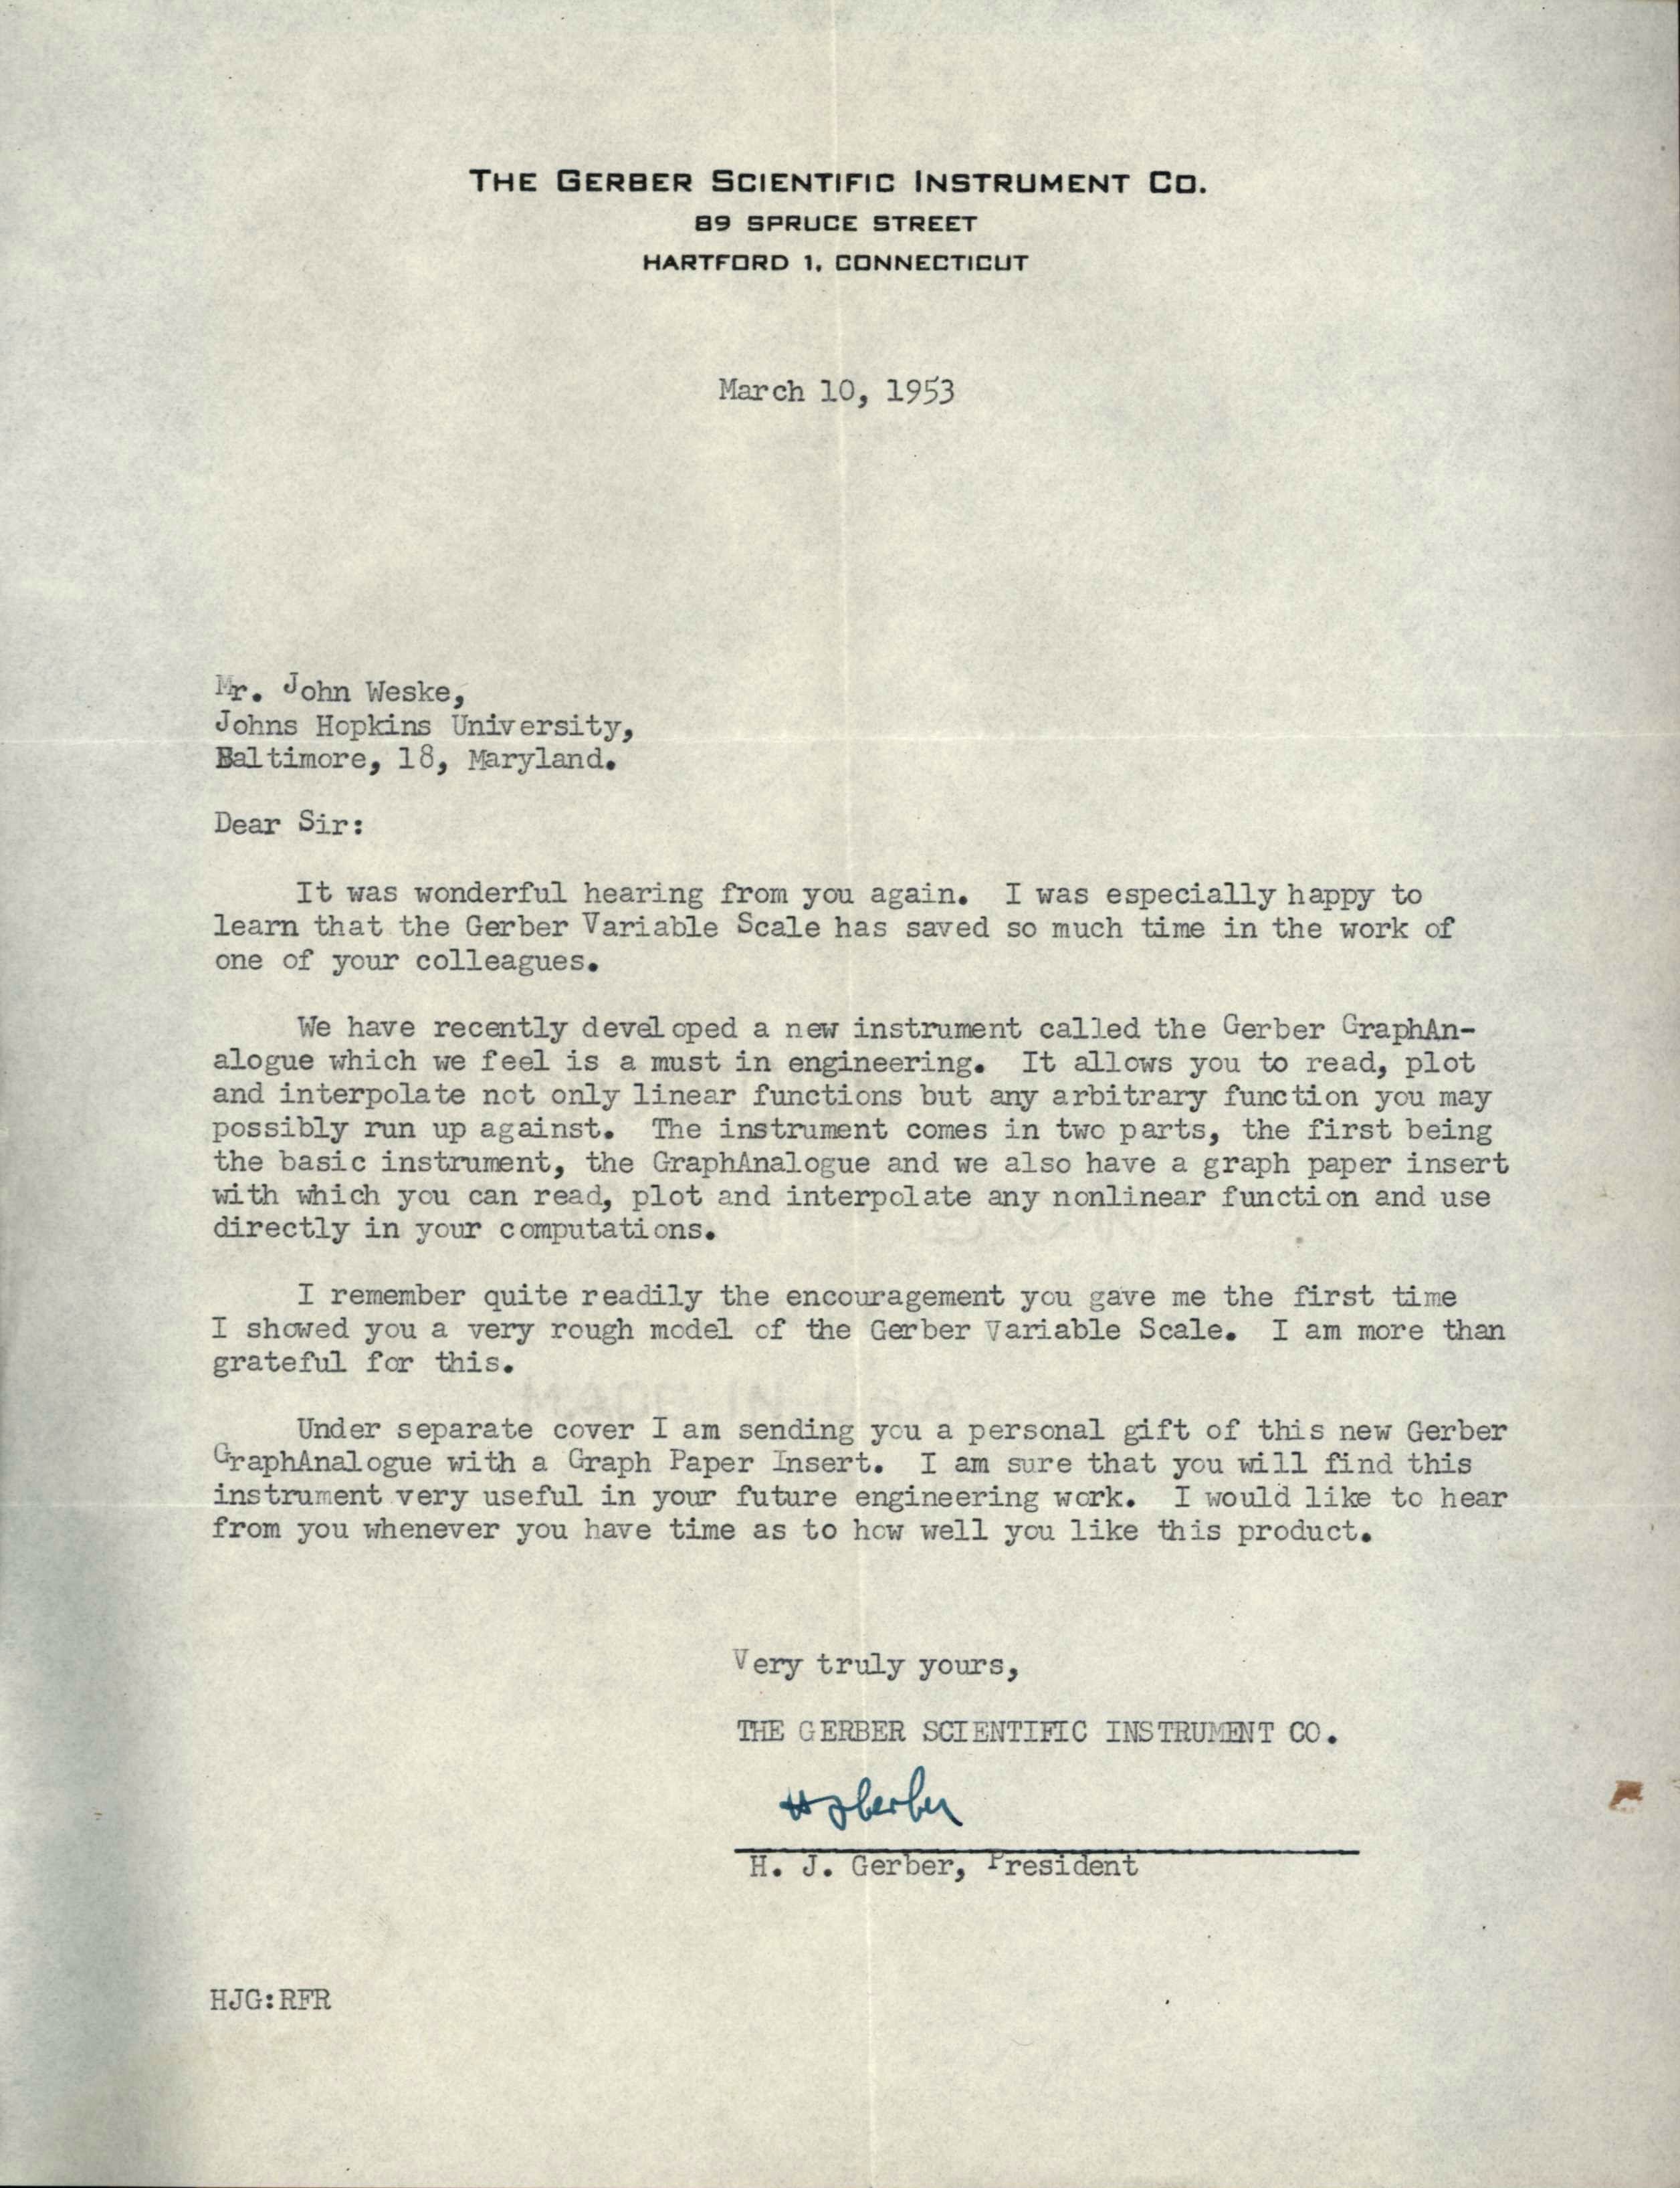 THE GERBER SCIENTIFIC INSTRUMENT CO.
89 SPRUCE STREET
HARTFORD 1, CONNECTICUT
March 10, 1953
Mr. John Weske,
Johns Hopkins University,
Baltimore, 18, Maryland.
Dear Sir:
It was wonderful hearing from you again. I was especially happy to
learn that the Gerber Variable Scale has saved so much time in the work of
one of your colleagues.
We have recently developed a new instrument called the Gerber GraphAn-
alogue which we feel is a must in engineering. It allows you to read, plot
and interpolate not only linear functions but any arbitrary function you may
possibly run up against. The instrument comes in two parts, the first being
the basic instrument, the GraphAnalogue and we also have a graph paper insert
with which you can read, plot and interpolate any nonlinear function and use
directly in your computations.
I remember quite readily the encouragement you gave me the first time
I showed you a very rough model of the Gerber Variable Scale. I am more than
grateful for this.
Under separate cover I am sending you a personal gift of this new Gerber
GraphAnalogue with a Graph Paper Insert. I am sure that you will find this
instrument very useful in your future engineering work. I would like to hear
from you whenever you have time as to how well you like this product.
Very truly yours,
THE GERBER SCIENTIFIC INSTRUMENT CO.
HJGerber
H. J. Gerber, President
HJG:RFR